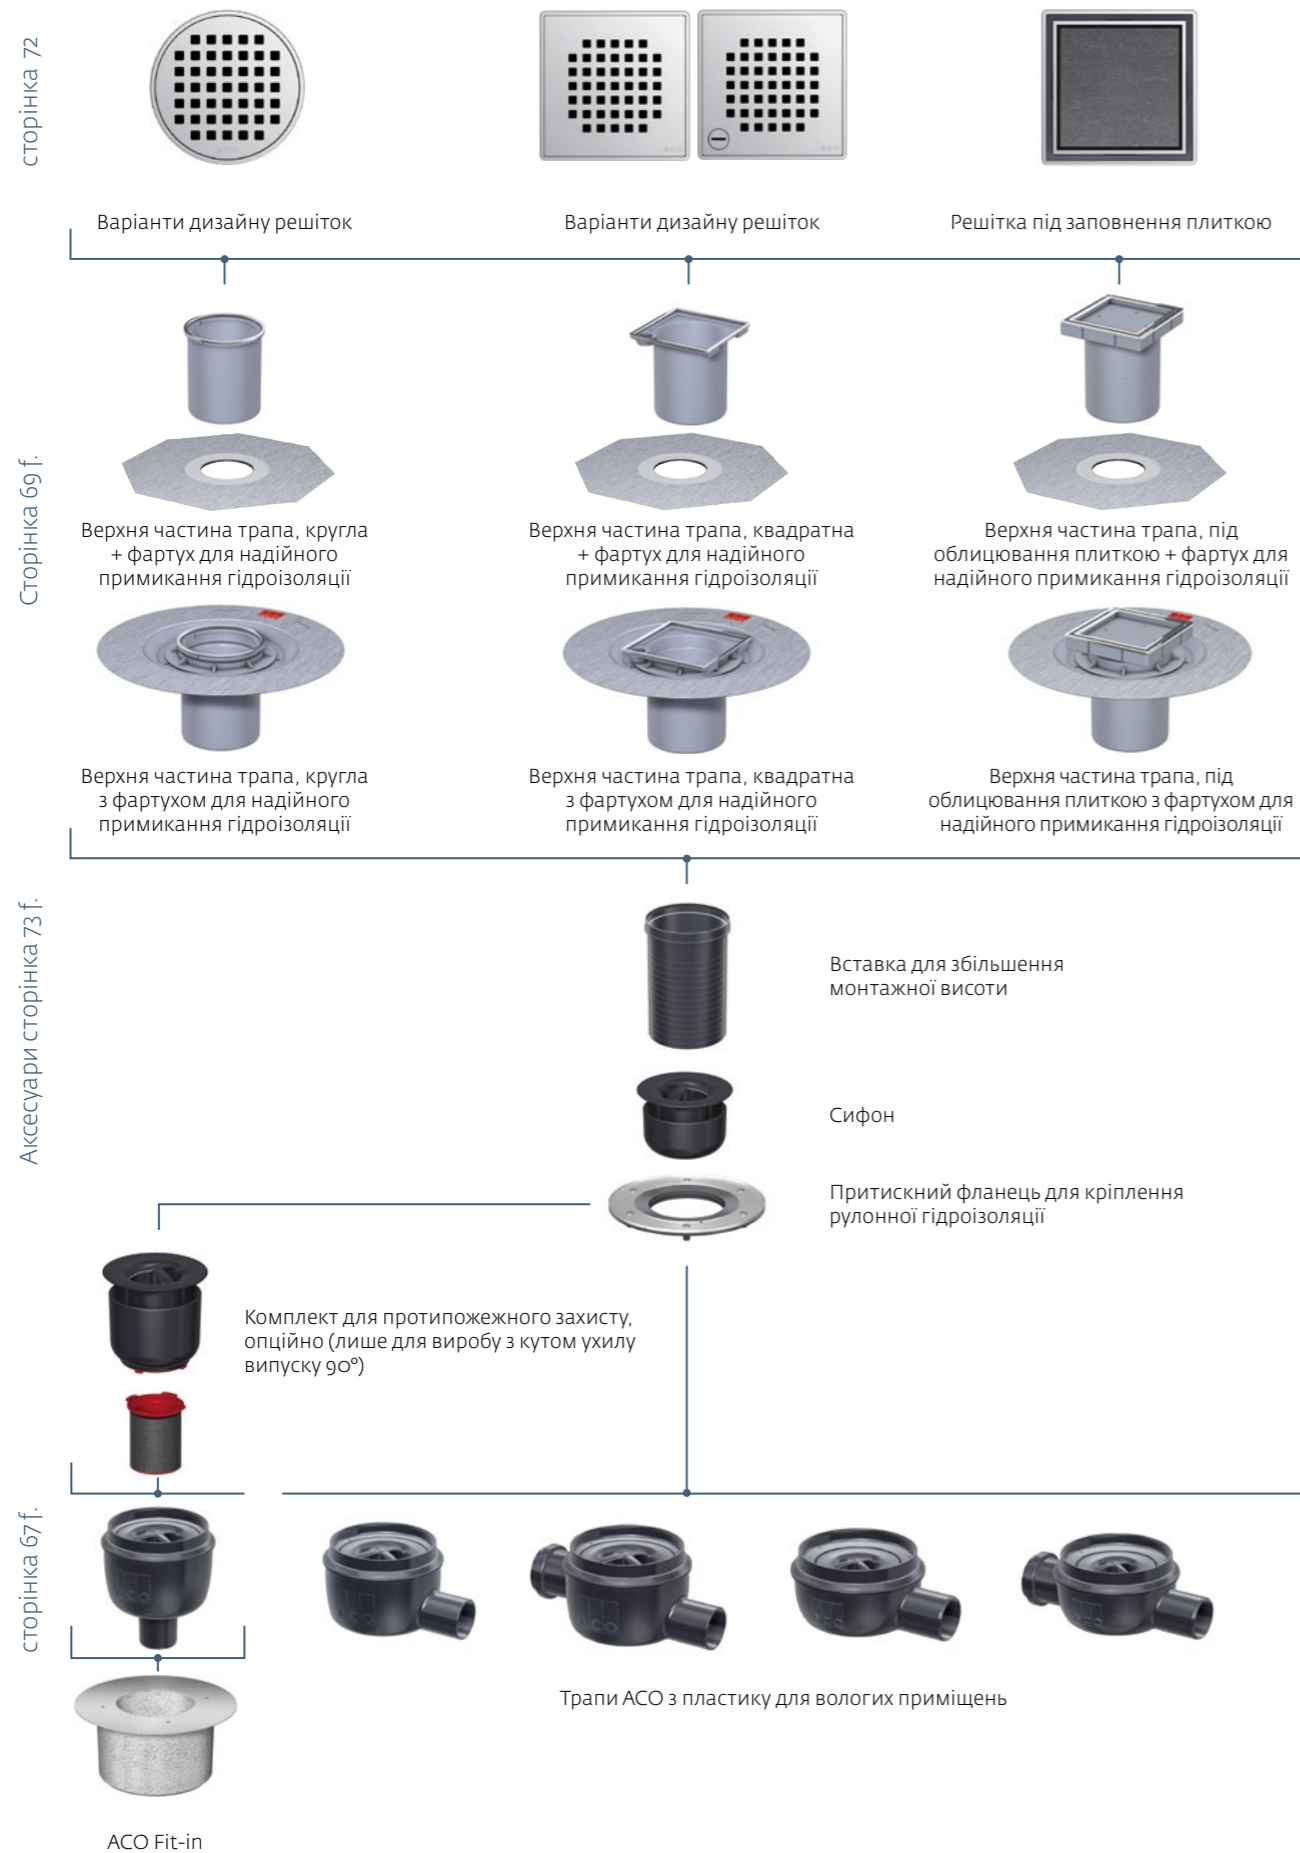 сторінка 72
Варіанти дизайну решіток
Варіанти дизайну решіток
Решітка під заповнення плиткою
Сторінка 69 f.
Верхня частина трапа, кругла
+ фартух для надійного
примикання гідроізоляції
Верхня частина трапа, квадратна
+ фартух для надійного
примикання гідроізоляції
Верхня частина трапа, під
облицювання плиткою + фартух для
надійного примикання гідроізоляції
Верхня частина трапа, кругла
з фартухом для надійного
примикання гідроізоляції
Верхня частина трапа, квадратна
з фартухом для надійного
примикання гідроізоляції
Верхня частина трапа, під
облицювання плиткою з фартухом для
надійного примикання гідроізоляції
Аксесуари сторінка 73 f.
Вставка для збільшення
монтажної висоти
Сифон
Притискний фланець для кріплення
рулонної гідроізоляції
Комплект для протипожежного захисту,
опційно (лише для виробу з кутом ухилу
випуску 90°)
сторінка 67 f.
ACO
ACO
ACO
ACO
ACO
Трапи ACO з пластику для вологих приміщень
ACO Fit-in